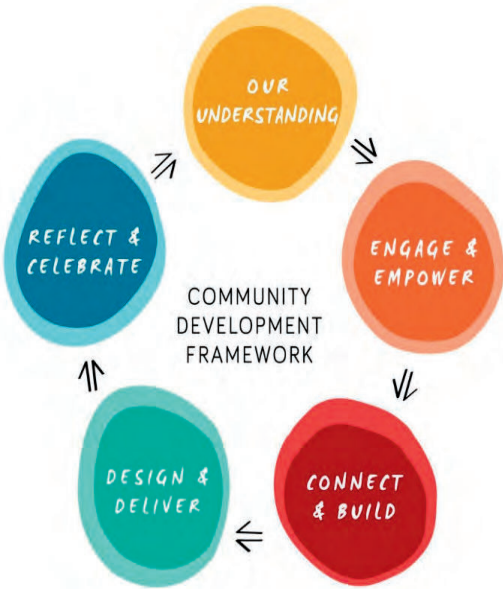 OUR
UNDERSTANDING
ENGAGE &
EMPOWER
CONNECT
& BUILD
DESIGN &
DELIVER
REFLECT &
CELEBRATE
COMMUNITY
DEVELOPMENT
FRAMEWORK